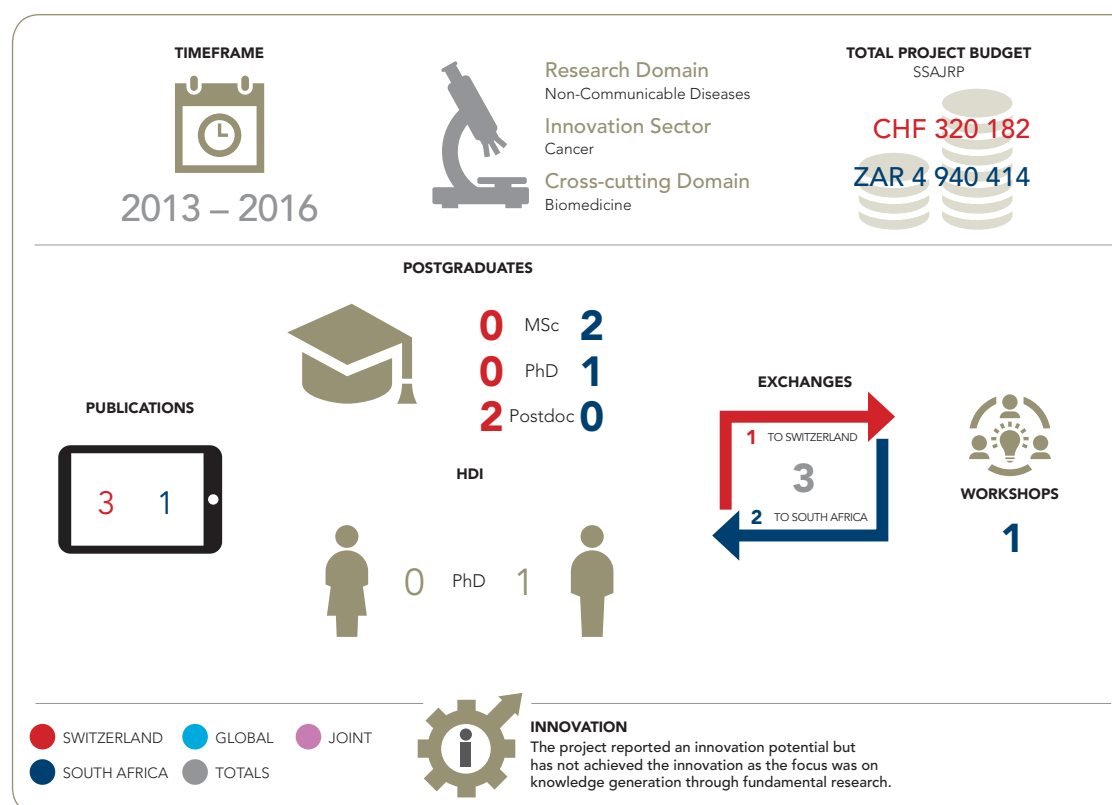 TIMEFRAME
2013 – 2016
Research Domain
Non-Communicable Diseases
Innovation Sector
Cancer
Cross-cutting Domain
Biomedicine
TOTAL PROJECT BUDGET
SSAJRP
CHF 320 182
ZAR 4 940 414
POSTGRADUATES
0 MSc 2
0 PhD 1
2 Postdoc 0
PUBLICATIONS
3 1
HDI
0 PhD 1
EXCHANGES
1 TO SWITZERLAND
3
2 TO SOUTH AFRICA
WORKSHOPS
1
SWITZERLAND GLOBAL JOINT
SOUTH AFRICA TOTALS
i
INNOVATION
The project reported an innovation potential but
has not achieved the innovation as the focus was on
knowledge generation through fundamental research.